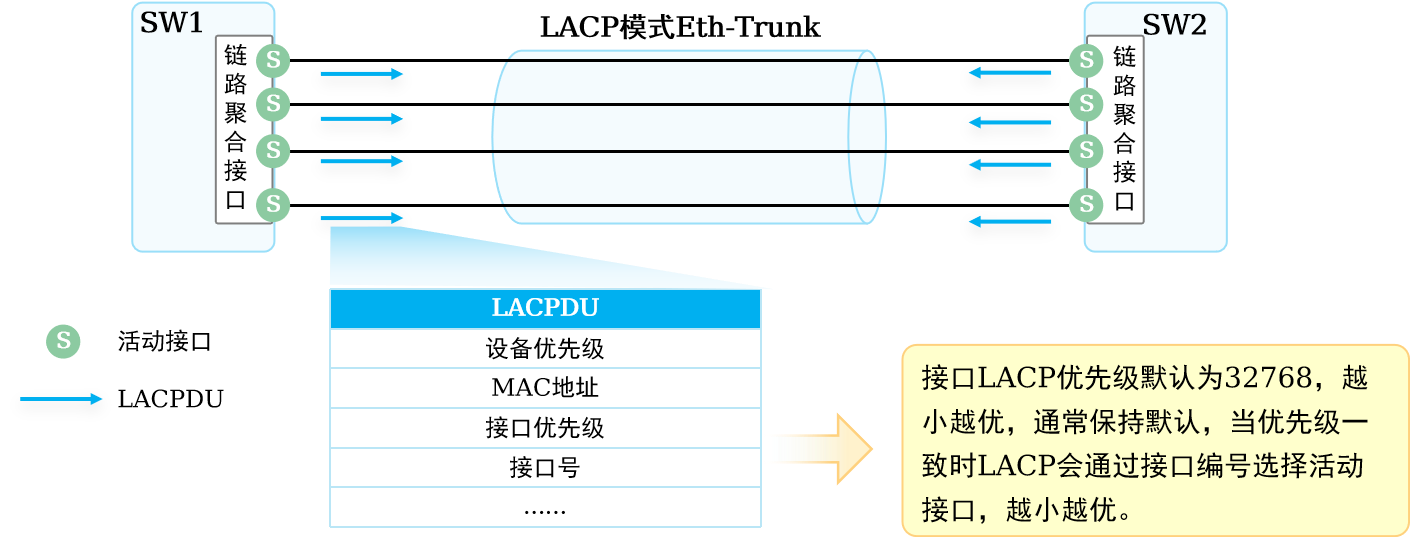 SW1
LACP模式Eth-Trunk
SW2
链路聚合接口
S
S
S
S
S
S
S
S
链路聚合接口
LACPDU
设备优先级
MAC地址
接口优先级
接口号
……
S
活动接口
LACPDU
接口LACP优先级默认为32768，越
小越优，通常保持默认，当优先级一
致时LACP会通过接口编号选择活动
接口，越小越优。